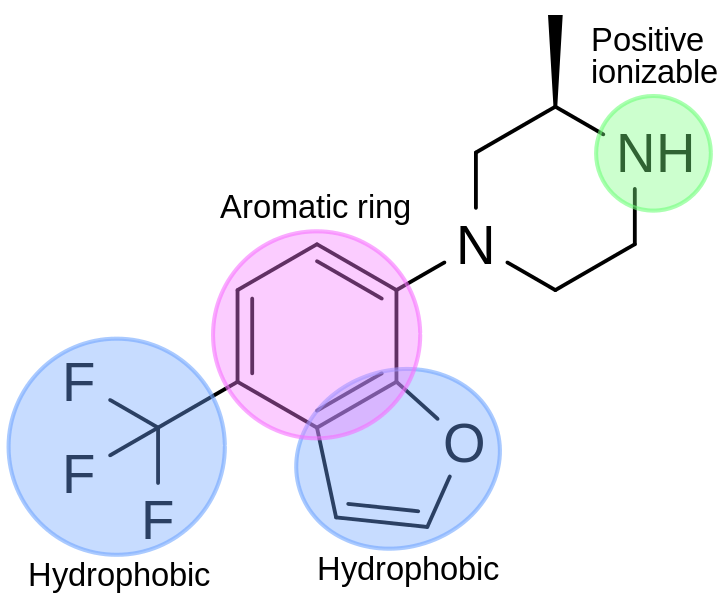 Positive
ionizable
NH
Aromatic ring
N
F
O
F
F
Hydrophobic
Hydrophobic